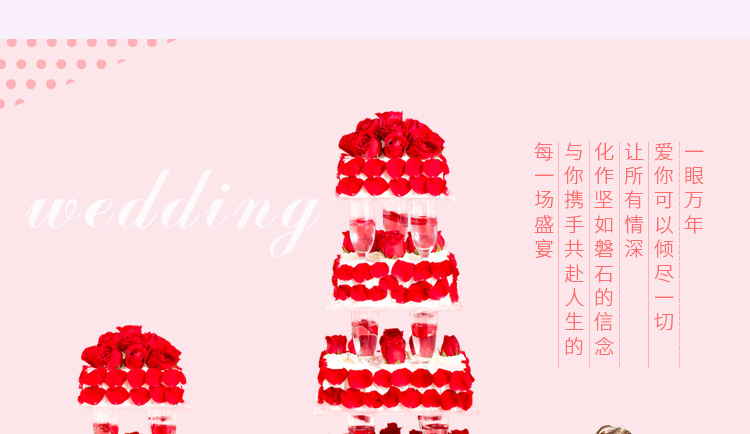 wedding
一眼万年
爱你可以倾尽一切
让所有情深
化作坚如磐石的信念
与你携手共赴人生的
每一场盛宴